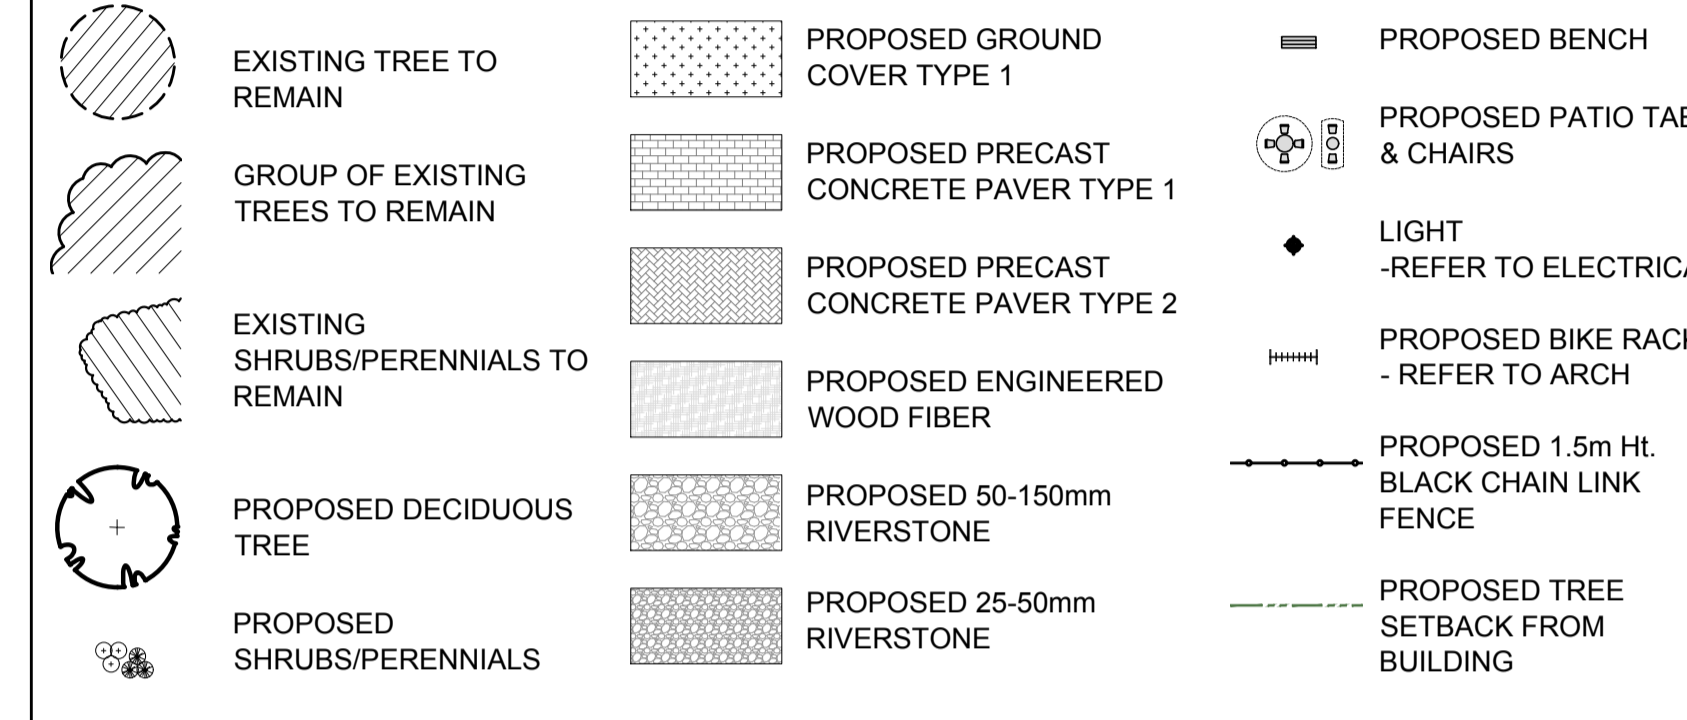 EXISTING TREE TO
REMAIN
GROUP OF EXISTING
TREES TO REMAIN
EXISTING
SHRUBS/PERENNIALS TO
REMAIN
PROPOSED DECIDUOUS
TREE
PROPOSED
SHRUBS/PERENNIALS
PROPOSED GROUND
COVER TYPE 1
PROPOSED PRECAST
CONCRETE PAVER TYPE 1
PROPOSED PRECAST
CONCRETE PAVER TYPE 2
PROPOSED ENGINEERED
WOOD FIBER
PROPOSED 50-150mm
RIVERSTONE
PROPOSED 25-50mm
RIVERSTONE
PROPOSED BENCH
PROPOSED PATIO
& CHAIRS
LIGHT
-REFER TO
PROPOSED BIKE
- REFER TO ARCH
PROPOSED 1.5m Ht.
BLACK CHAIN LINK
FENCE
PROPOSED TREE
SETBACK FROM
BUILDING